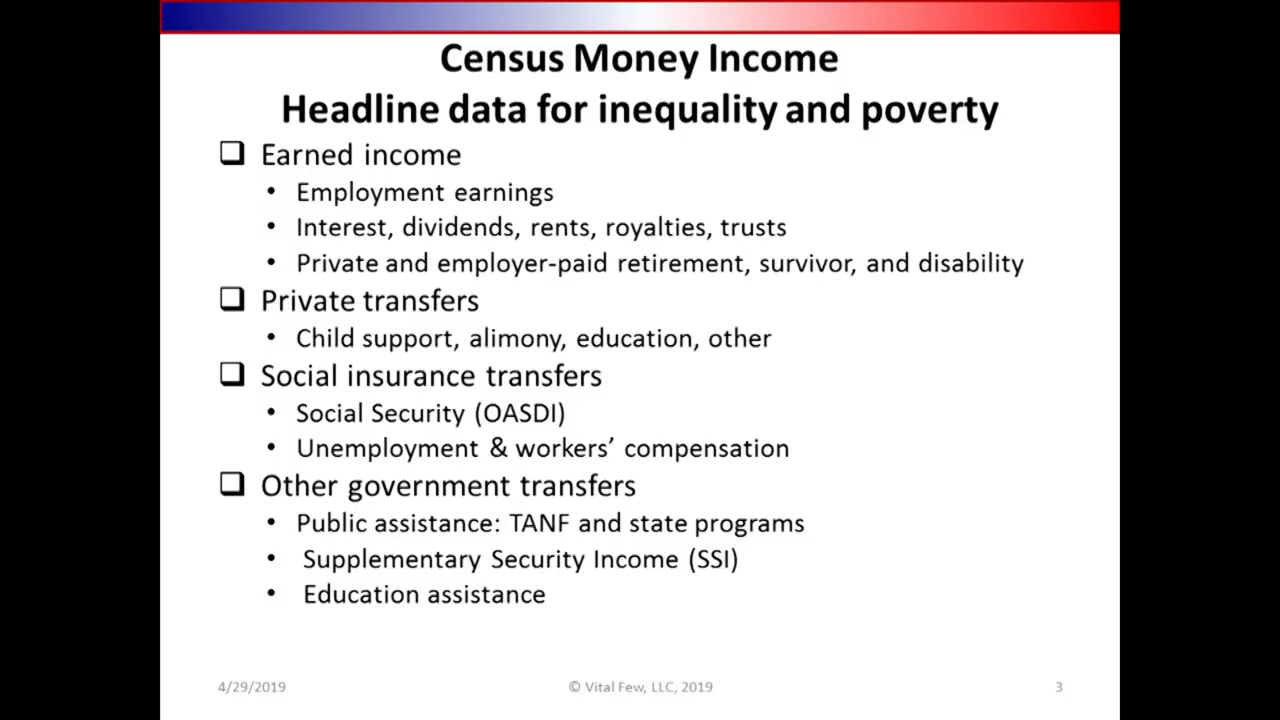 Census Money Income
Headline data for inequality and poverty
❑ Earned income
• Employment earnings
• Interest, dividends, rents, royalties, trusts
• Private and employer-paid retirement, survivor, and disability
❑ Private transfers
• Child support, alimony, education, other
❑ Social insurance transfers
• Social Security (OASDI)
• Unemployment & workers’ compensation
❑ Other government transfers
• Public assistance: TANF and state programs
• Supplementary Security Income (SSI)
• Education assistance
4/29/2019
© Vital Few, LLC, 2019
3